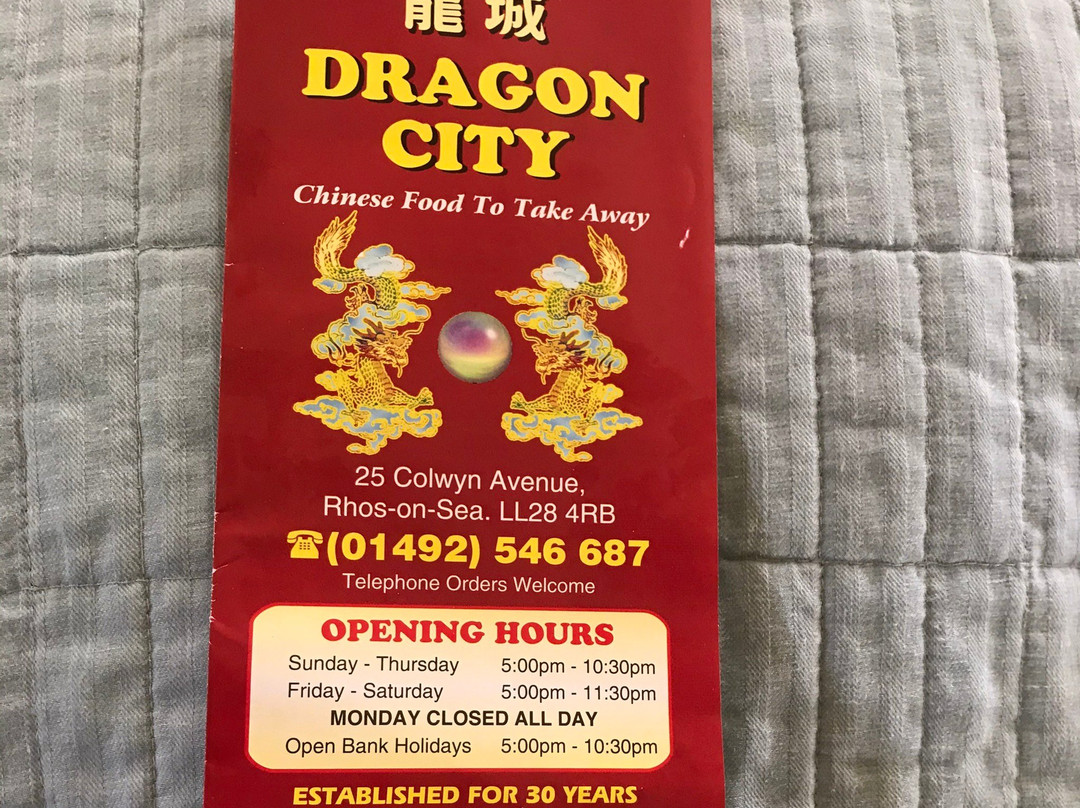 龍城
DRAGON
CITY
Chinese Food To Take Away
25 Colwyn Avenue,
Rhos-on-Sea. LL28 4RB
☎(01492) 546 687
Telephone Orders Welcome
OPENING HOURS
Sunday - Thursday 5:00pm - 10:30pm
Friday - Saturday 5:00pm - 11:30pm
MONDAY CLOSED ALL DAY
Open Bank Holidays 5:00pm - 10:30pm
ESTABLISHED FOR 30 YEARS